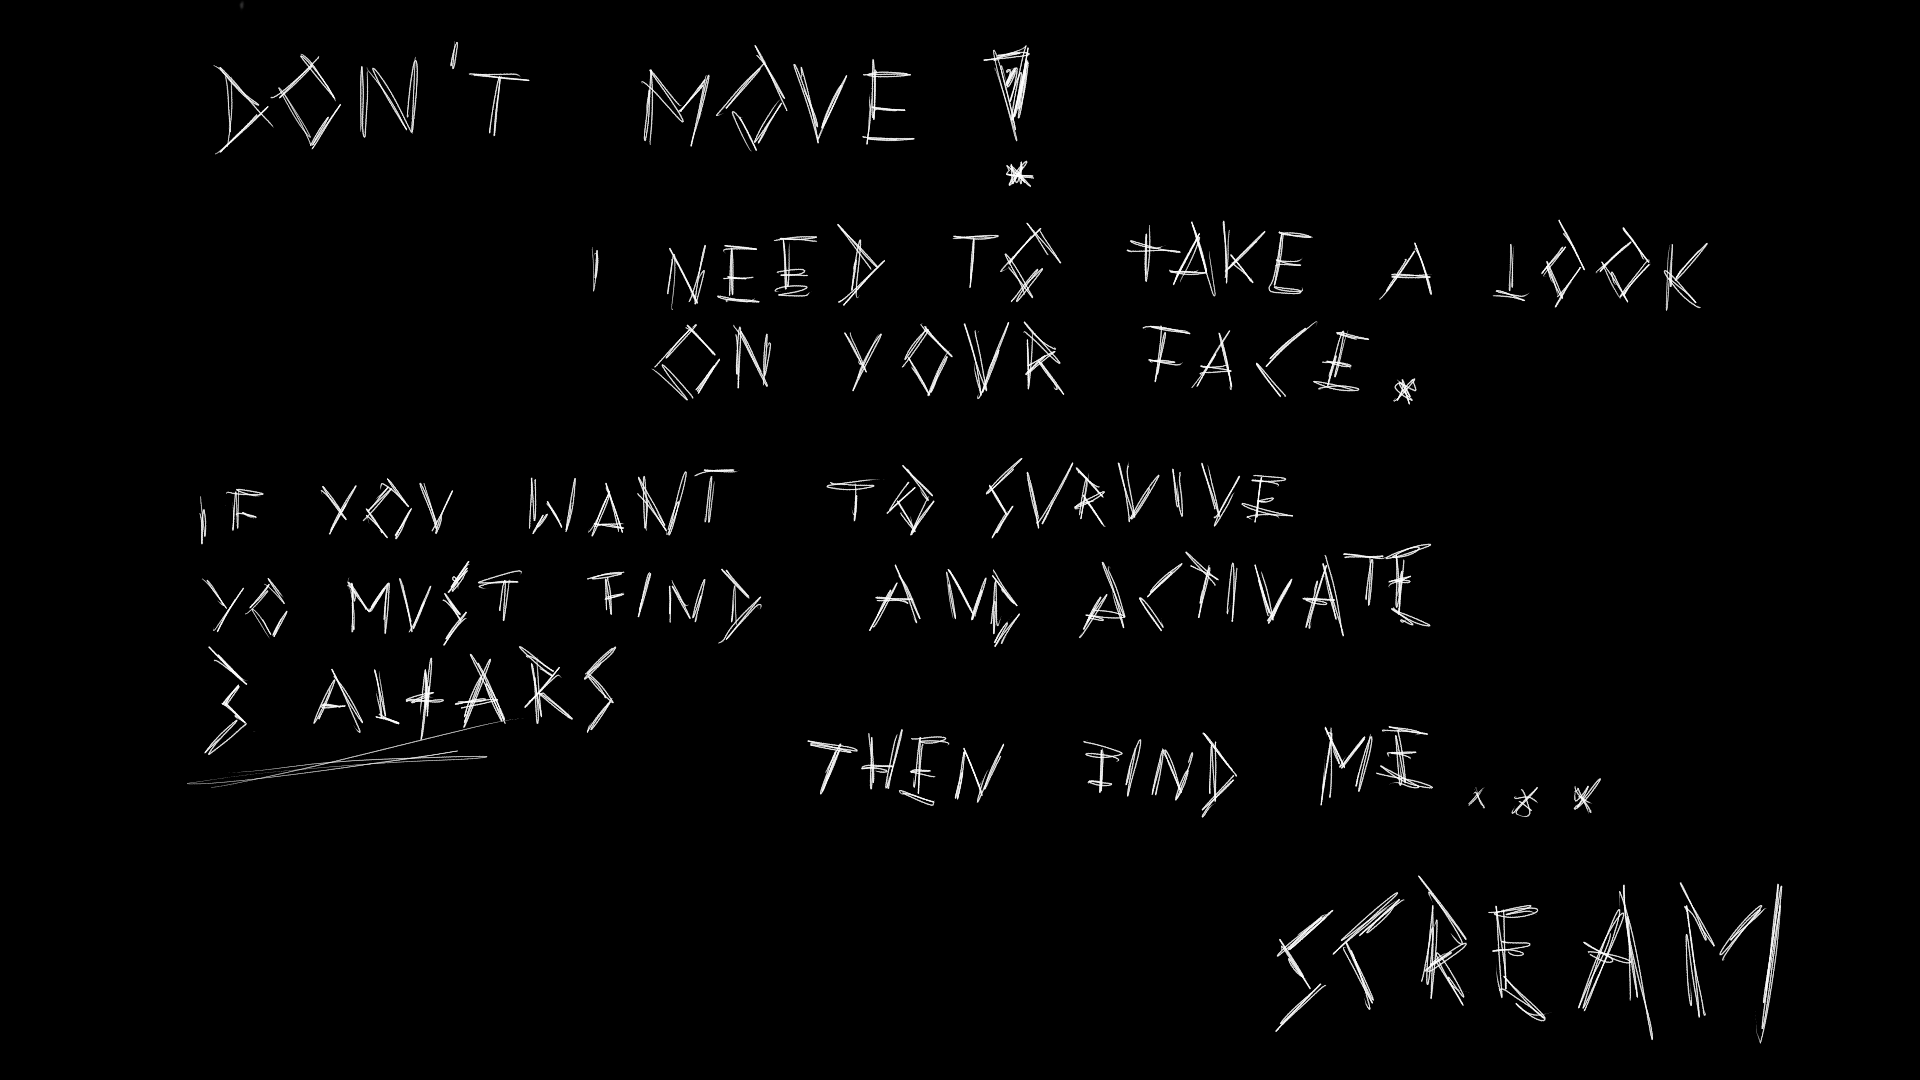 DON'T MOVE!
I NEED TO TAKE A LOOK
ON YOUR FACE.
IF YOU WANT TO SURVIVE
YO MUST FIND AND ACTIVATE
3 ALTARS
THEN FIND ME...
SCREAM